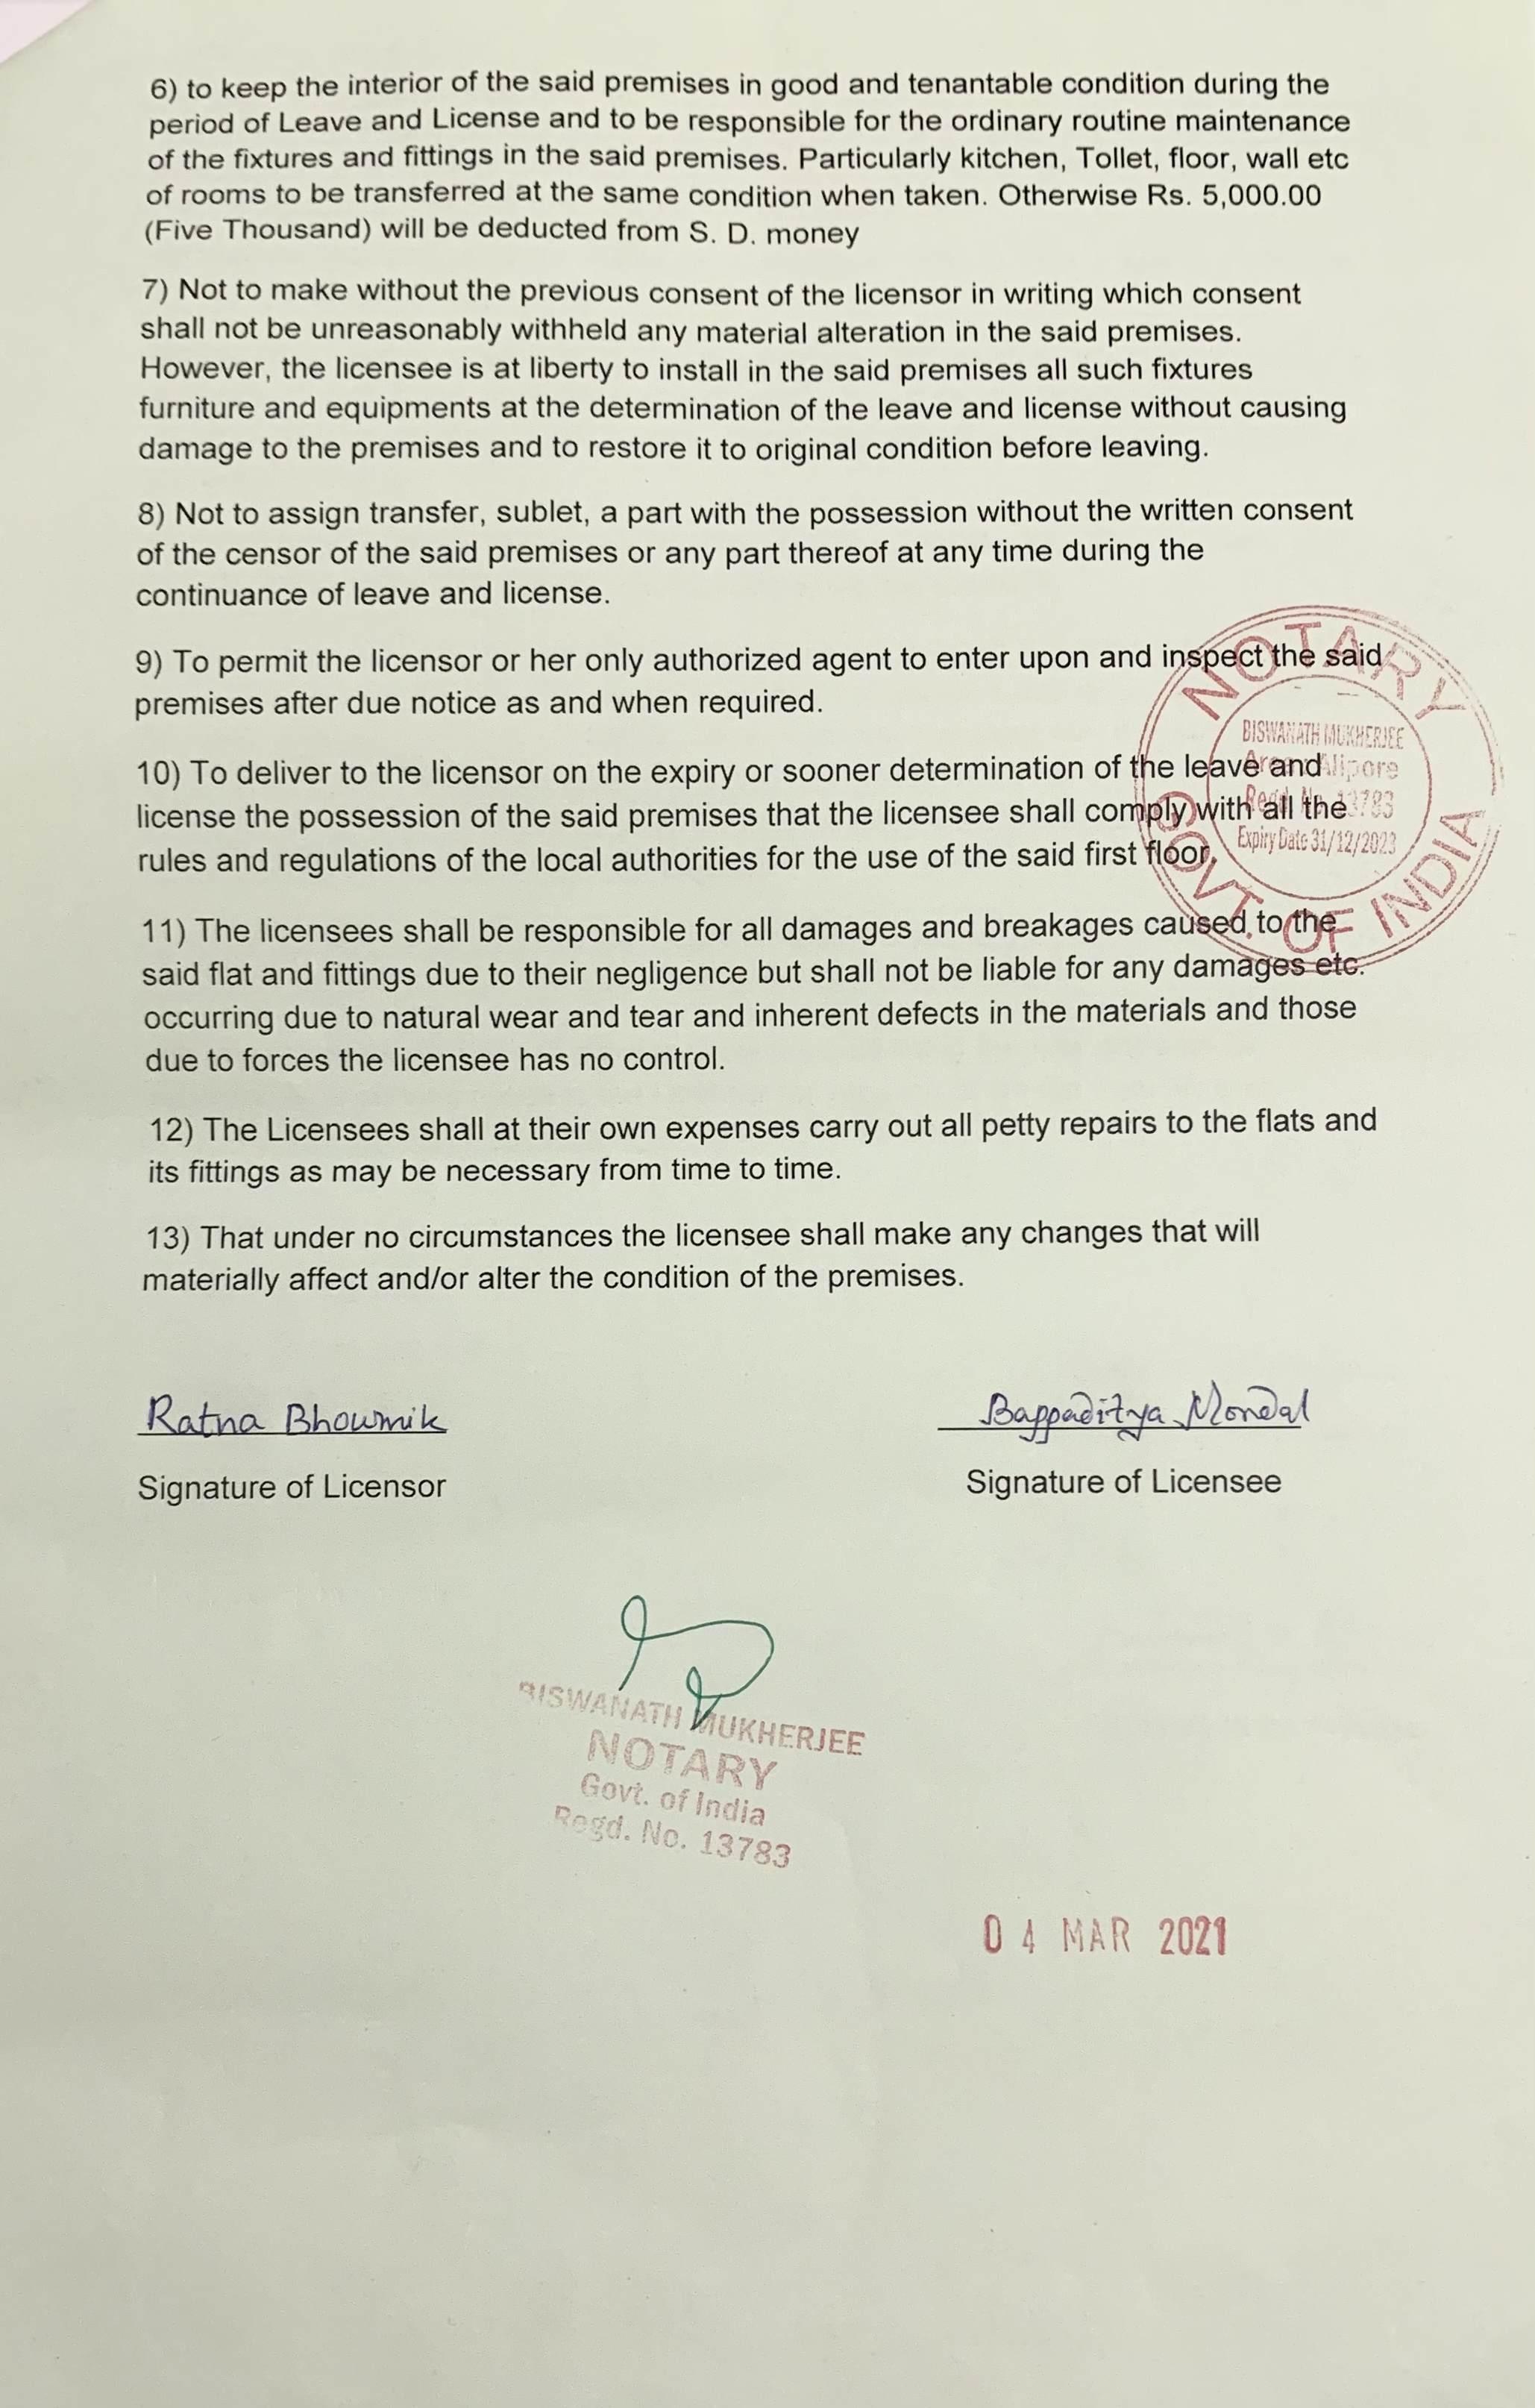 6) to keep the interior of the said premises in good and tenantable condition during the
period of Leave and License and to be responsible for the ordinary routine maintenance
of the fixtures and fittings in the said premises. Particularly kitchen, Tollet, floor, wall etc
of rooms to be transferred at the same condition when taken. Otherwise Rs. 5,000.00
(Five Thousand) will be deducted from S. D. money
7) Not to make without the previous consent of the licensor in writing which consent
shall not be unreasonably withheld any material alteration in the said premises.
However, the licensee is at liberty to install in the said premises all such fixtures
furniture and equipments at the determination of the leave and license without causing
damage to the premises and to restore it to original condition before leaving.
8) Not to assign transfer, sublet, a part with the possession without the written consent
of the censor of the said premises or any part thereof at any time during the
continuance of leave and license.
9) To permit the licensor or her only authorized agent to enter upon and inspect the said
premises after due notice as and when required.
10) To deliver to the licensor on the expiry or sooner determination of the leave and
license the possession of the said premises that the licensee shall comply with all the
rules and regulations of the local authorities for the use of the said first floor.
11) The licensees shall be responsible for all damages and breakages caused to the
said flat and fittings due to their negligence but shall not be liable for any damages etc.
occurring due to natural wear and tear and inherent defects in the materials and those
due to forces the licensee has no control.
12) The Licensees shall at their own expenses carry out all petty repairs to the flats and
its fittings as may be necessary from time to time.
13) That under no circumstances the licensee shall make any changes that will
materially affect and/or alter the condition of the premises.
NOTARY
BISWANATH MUKHERJEE
Area: Alipore
Regd. No. 13783
Expiry Date 31/12/2023
GOVT. OF INDIA
Ratna Bhowmik
Signature of Licensor
Bappaditya Mondal
Signature of Licensee
BISWANATH MUKHERJEE
NOTARY
Govt. of India
Regd. No. 13783
04 MAR 2021